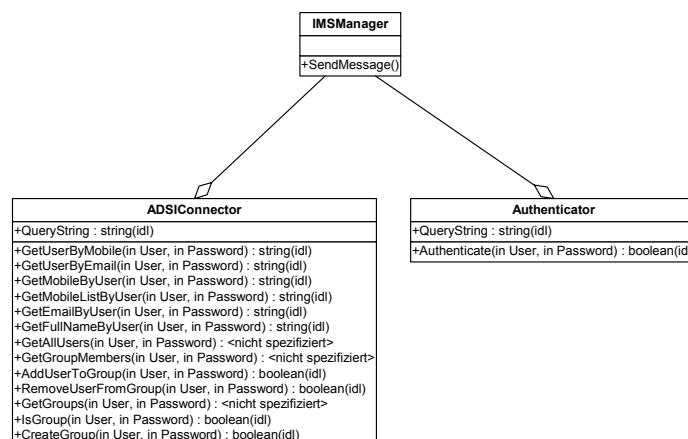 IMSManager
+SendMessage()
ADSIConnector
+QueryString : string(idl)
+GetUserByMobile(in User, in Password) : string(idl)
+GetUserByEmail(in User, in Password) : string(idl)
+GetMobileByUser(in User, in Password) : string(idl)
+GetMobileListByUser(in User, in Password) : string(idl)
+GetEmailByUser(in User, in Password) : string(idl)
+GetFullNameByUser(in User, in Password) : string(idl)
+GetAllUsers(in User, in Password) : <nicht spezifiziert>
+GetGroupMembers(in User, in Password) : <nicht spezifiziert>
+AddUserToGroup(in User, in Password) : boolean(idl)
+RemoveUserFromGroup(in User, in Password) : boolean(idl)
+GetGroups(in User, in Password) : <nicht spezifiziert>
+IsGroup(in User, in Password) : boolean(idl)
+CreateGroup(in User, in Password) : boolean(idl)
Authenticator
+QueryString : string(idl)
+Authenticate(in User, in Password) : boolean(id